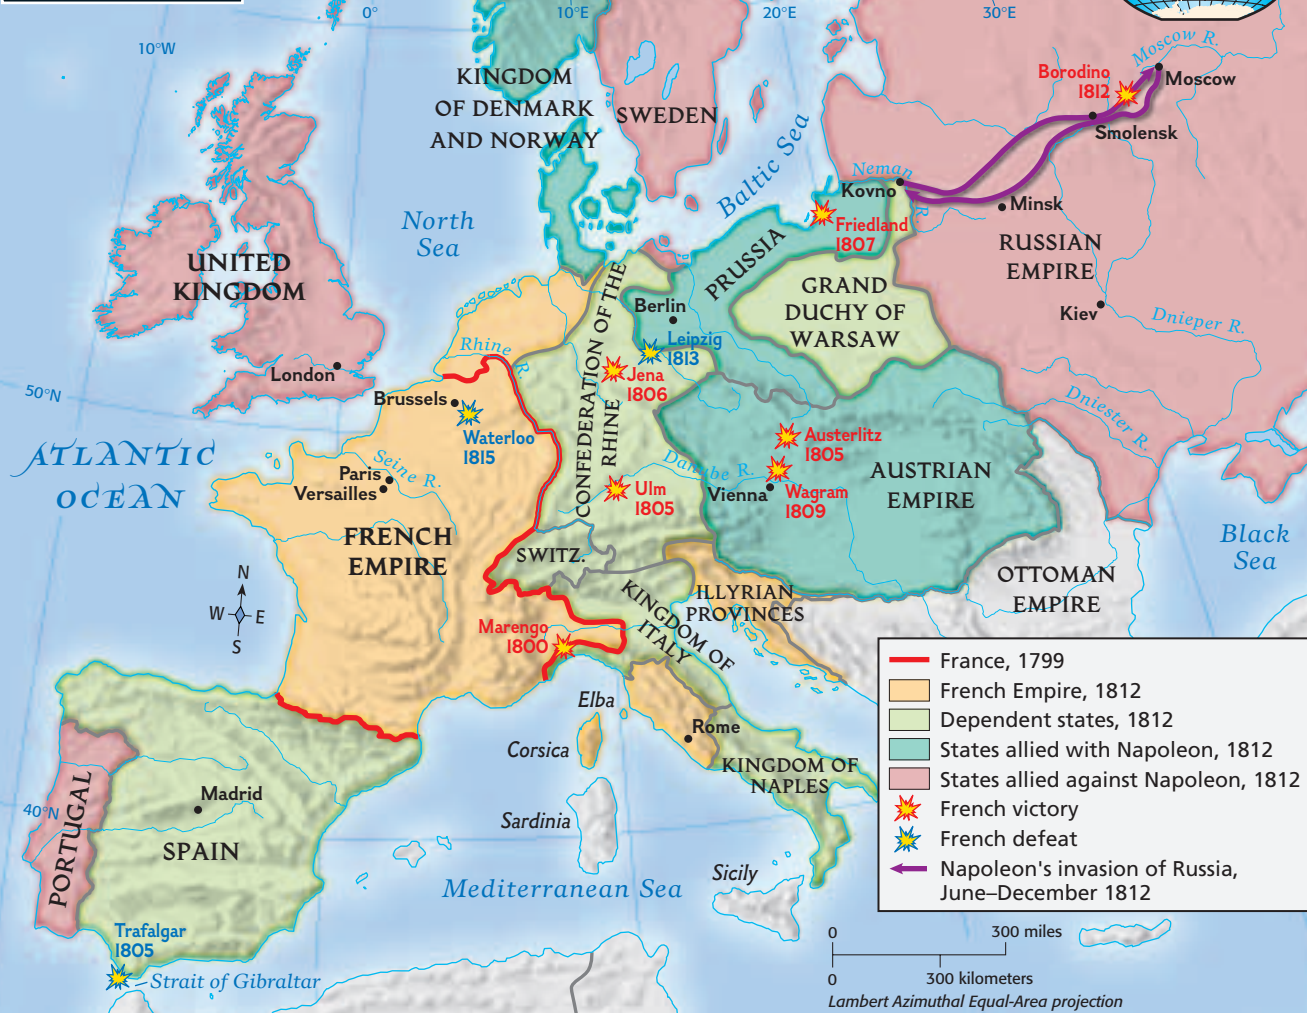 0°
10°E
20°E
30°E
10°W
50°N
40°N
KINGDOM
OF DENMARK
AND NORWAY
SWEDEN
Baltic Sea
North
Sea
UNITED
KINGDOM
London
ATLANTIC
OCEAN
Moscow R.
Borodino
1812
Moscow
Smolensk
Neman
R.
Kovno
Minsk
Friedland
1807
RUSSIAN
EMPIRE
PRUSSIA
GRAND
DUCHY OF
WARSAW
Kiev
Dnieper R.
Dniester R.
Berlin
Leipzig
1813
Jena
1806
CONFEDERATION OF THE
RHINE
Rhine R.
Brussels
Waterloo
1815
Paris
Versailles
Seine R.
FRENCH
EMPIRE
Ulm
1805
Danube R.
Austerlitz
1805
Vienna
Wagram
1809
AUSTRIAN
EMPIRE
Black
Sea
OTTOMAN
EMPIRE
SWITZ.
ILLYRIAN
PROVINCES
KINGDOM OF
ITALY
Marengo
1800
N
W
E
S
Elba
Corsica
Rome
KINGDOM OF
NAPLES
Sardinia
Sicily
Mediterranean Sea
Madrid
SPAIN
PORTUGAL
Trafalgar
1805
Strait of Gibraltar
France, 1799
French Empire, 1812
Dependent states, 1812
States allied with Napoleon, 1812
States allied against Napoleon, 1812
French victory
French defeat
Napoleon's invasion of Russia,
June–December 1812
0
300 miles
0
300 kilometers
Lambert Azimuthal Equal-Area projection